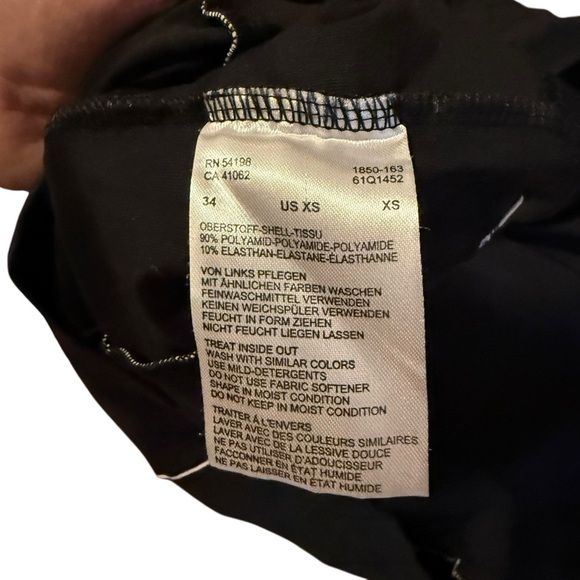 RN 54198 1850-163
CA 41062 61Q1452
34 US XS XS
OBERSTOFF-SHELL-TISSU
90% POLYAMID-POLYAMIDE-POLYAMIDE
10% ELASTHAN-ELASTANE-ÉLASTHANNE
VON LINKS PFLEGEN
MIT ÄHNLICHEN FARBEN WASCHEN
FEINWASCHMITTEL VERWENDEN
KEINEN WEICHSPÜLER VERWENDEN
FEUCHT IN FORM ZIEHEN
NICHT FEUCHT LIEGEN LASSEN
TREAT INSIDE OUT
WASH WITH SIMILAR COLORS
USE MILD-DETERGENTS
DO NOT USE FABRIC SOFTENER
SHAPE IN MOIST CONDITION
DO NOT KEEP IN MOIST CONDITION
TRAITER À L'ENVERS
LAVER AVEC DES COULEURS SIMILAIRES
LAVER AVEC DE LA LESSIVE DOUCE
NE PAS UTILISER D'ADOUCISSEUR
FACCONNER EN ÉTAT HUMIDE
NE PAS LAISSER EN ÉTAT HUMIDE